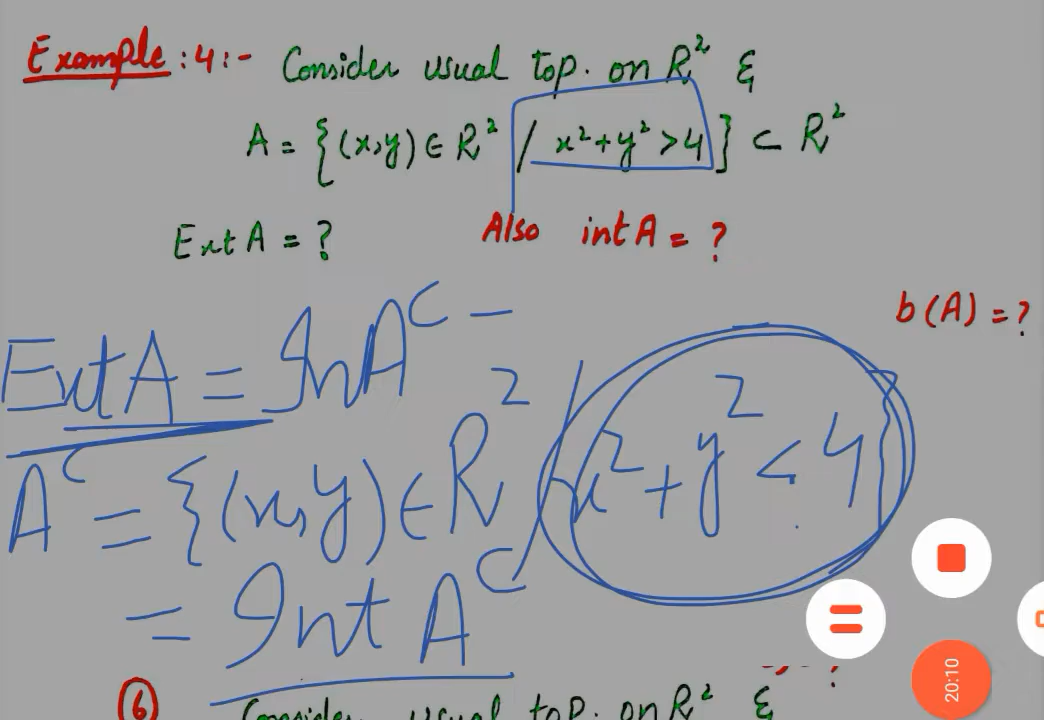 Example:4:- Consider usual top. on R² &
A = {(x,y) ∈ R² / x²+y² >4} ⊂ R²
Ext A = ? Also int A = ?
b(A) = ?
Ext A = Int A^C -
A^C = {(x,y) ∈ R² / x² + y² < 4}
= Int A^C
6 Consider usual top. on R² &
20:10